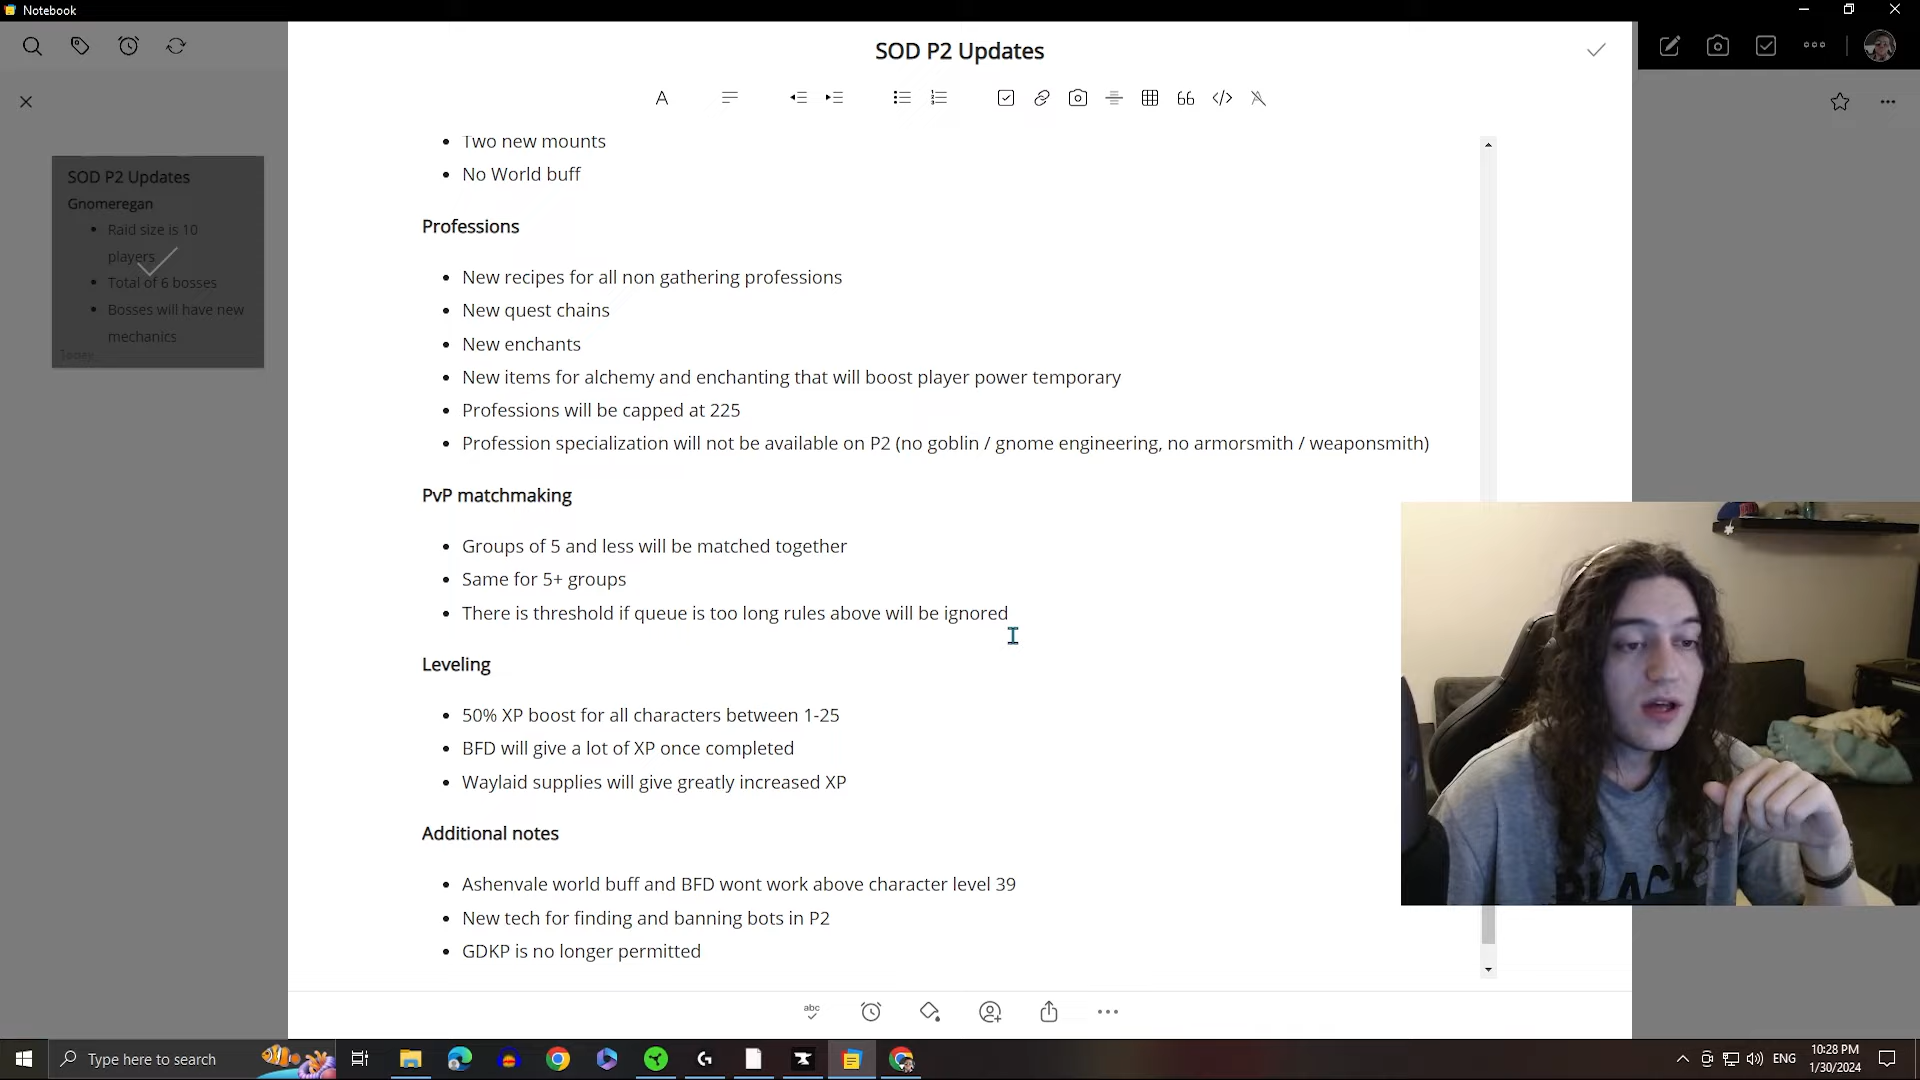 Notebook
SOD P2 Updates
SOD P2 Updates
Gnomeregan
Raid size is 10
players
Total of 6 bosses
Bosses will have new
mechanics
Today
Two new mounts
No World buff
Professions
New recipes for all non gathering professions
New quest chains
New enchants
New items for alchemy and enchanting that will boost player power temporary
Professions will be capped at 225
Profession specialization will not be available on P2 (no goblin / gnome engineering, no armorsmith / weaponsmith)
PvP matchmaking
Groups of 5 and less will be matched together
Same for 5+ groups
There is threshold if queue is too long rules above will be ignored
Leveling
50% XP boost for all characters between 1-25
BFD will give a lot of XP once completed
Waylaid supplies will give greatly increased XP
Additional notes
Ashenvale world buff and BFD wont work above character level 39
New tech for finding and banning bots in P2
GDKP is no longer permitted
BLACK
abc
Type here to search
ENG
10:28 PM
1/30/2024